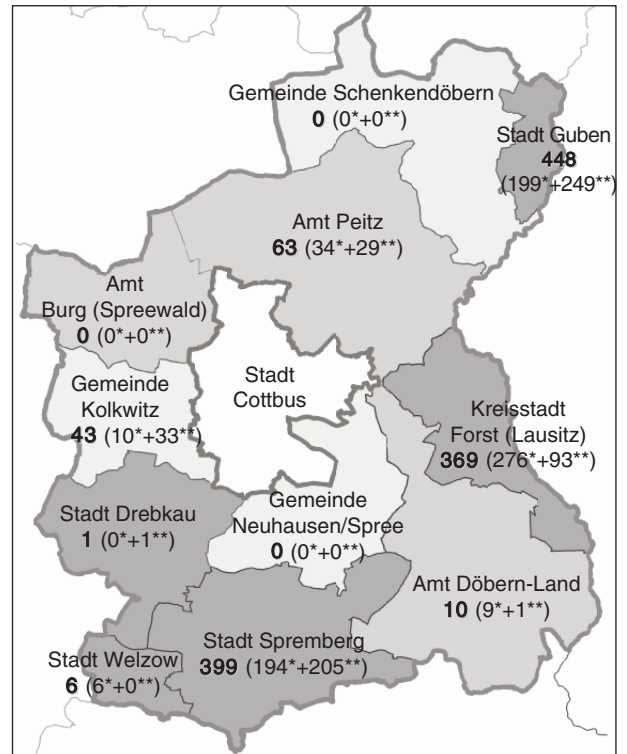 Gemeinde Schenkendöbern
0 (0*+0**)
Stadt Guben
448
(199*+249**)
Amt Peitz
63 (34*+29**)
Amt
Burg (Spreewald)
0 (0*+0**)
Stadt
Cottbus
Gemeinde
Kolkwitz
43 (10*+33**)
Kreisstadt
Forst (Lausitz)
369 (276*+93**)
Stadt Drebkau
1 (0*+1**)
Gemeinde
Neuhausen/Spree
0 (0*+0**)
Amt Döbern-Land
10 (9*+1**)
Stadt Spremberg
399 (194*+205**)
Stadt Welzow
6 (6*+0**)